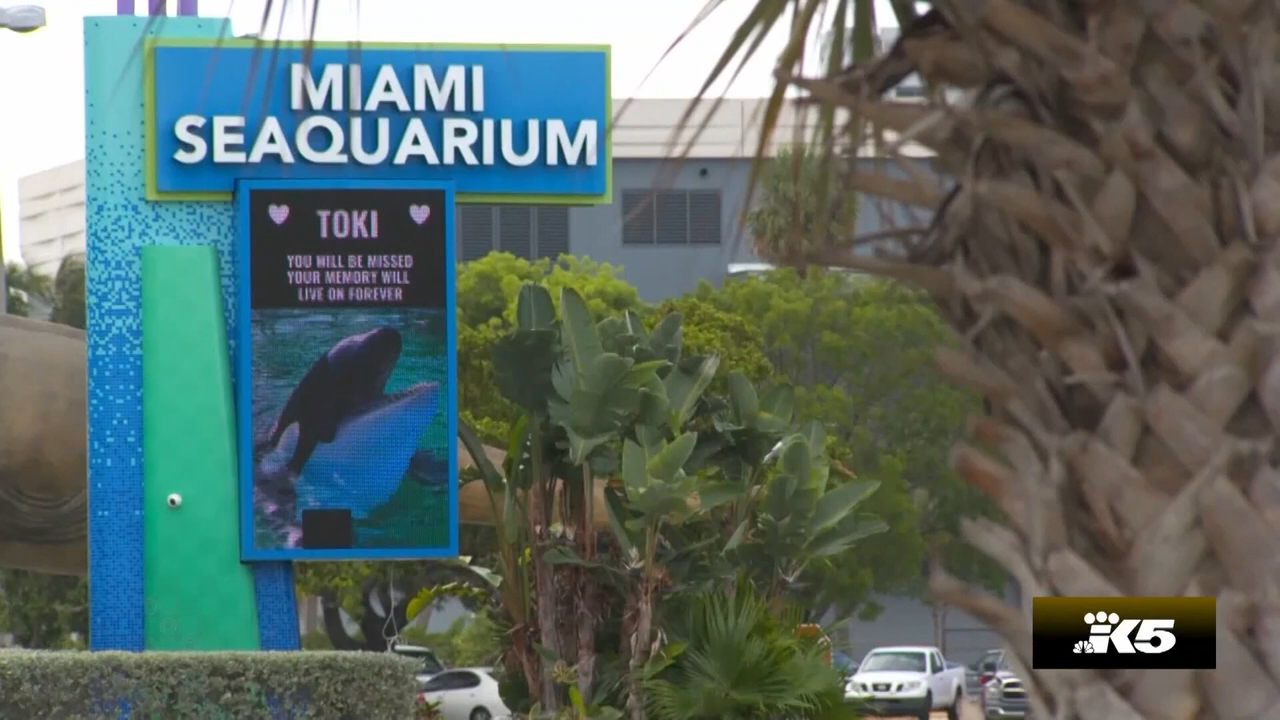 MIAMI
SEAQUARIUM
TOKI
YOU WILL BE MISSED
YOUR MEMORY WILL
LIVE ON FOREVER
K5